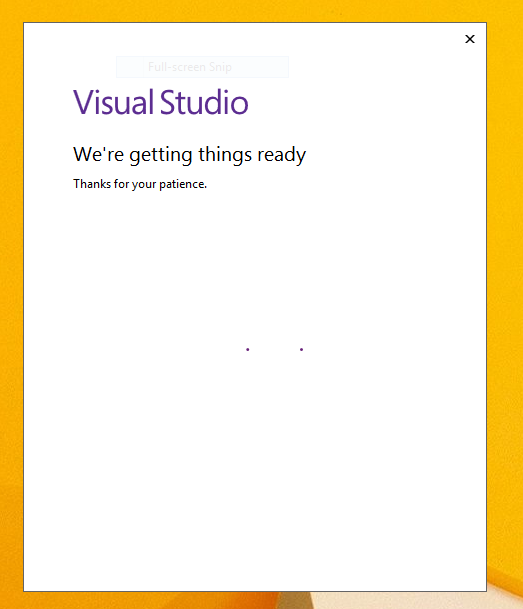 Full-screen Snip
Visual Studio
We're getting things ready
Thanks for your patience.